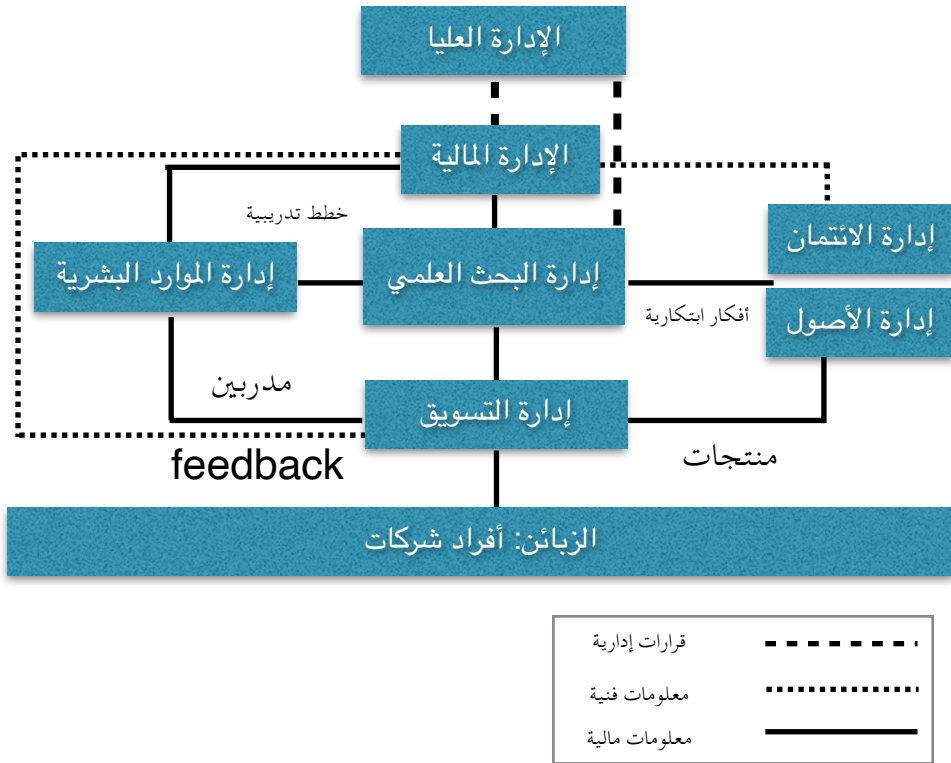 الإدارة العليا
الإدارة المالية
خطط تدريبية
إدارة الائتمان
إدارة الموارد البشرية
إدارة البحث العلمي
أفكار ابتكارية
إدارة الأصول
مدربين
إدارة التسويق
feedback
منتجات
الزبائن: أفراد شركات
قرارات إدارية
معلومات فنية
معلومات مالية